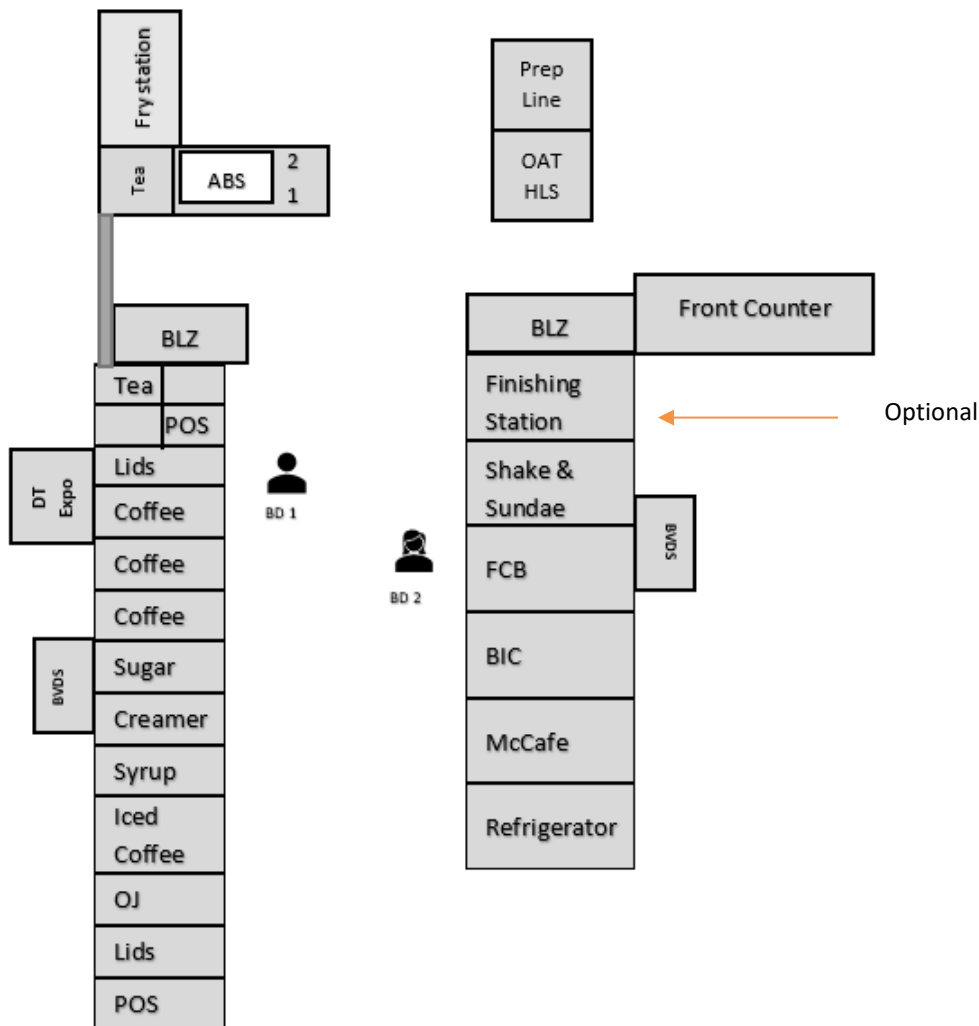 Fry station
Tea
ABS
2
1
Prep
Line
OAT
HLS
BLZ
Tea
POS
Lids
Coffee
Coffee
Coffee
Sugar
Creamer
Syrup
Iced
Coffee
OJ
Lids
POS
DT
Expo
BVDS
BD 1
BD 2
BLZ
Front Counter
Finishing
Station
Optional
Shake &
Sundae
FCB
BVDS
BIC
McCafe
Refrigerator